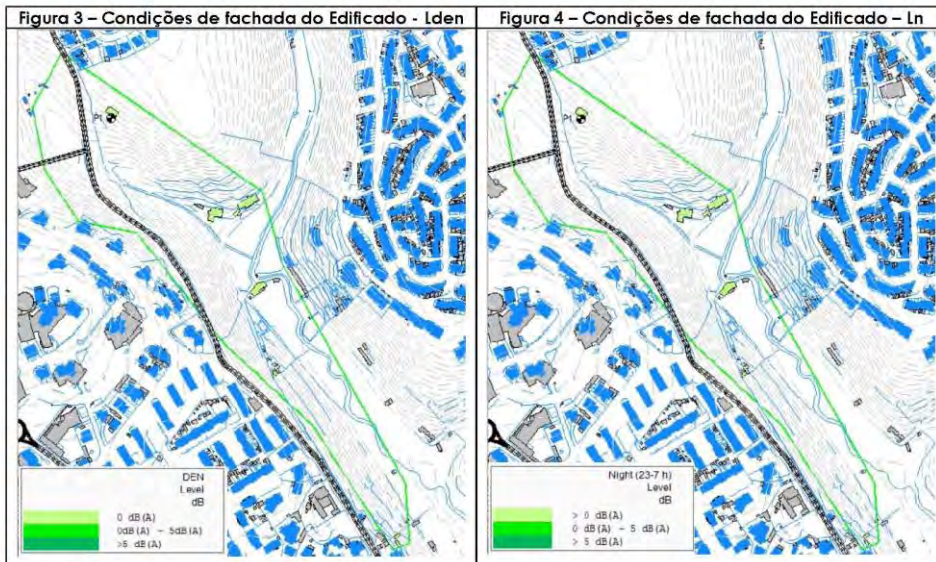 Figura 3 – Condições de fachada do Edificado - Lden
Figura 4 – Condições de fachada do Edificado – Ln
P1
P1
DEN
Level
dB
0 dB(A)
0dB(A) - 5dB(A)
>5 dB(A)
Night (23-7 h)
Level
dB
> 0 dB(A)
0 dB(A) - 5 dB(A)
> 5 dB(A)